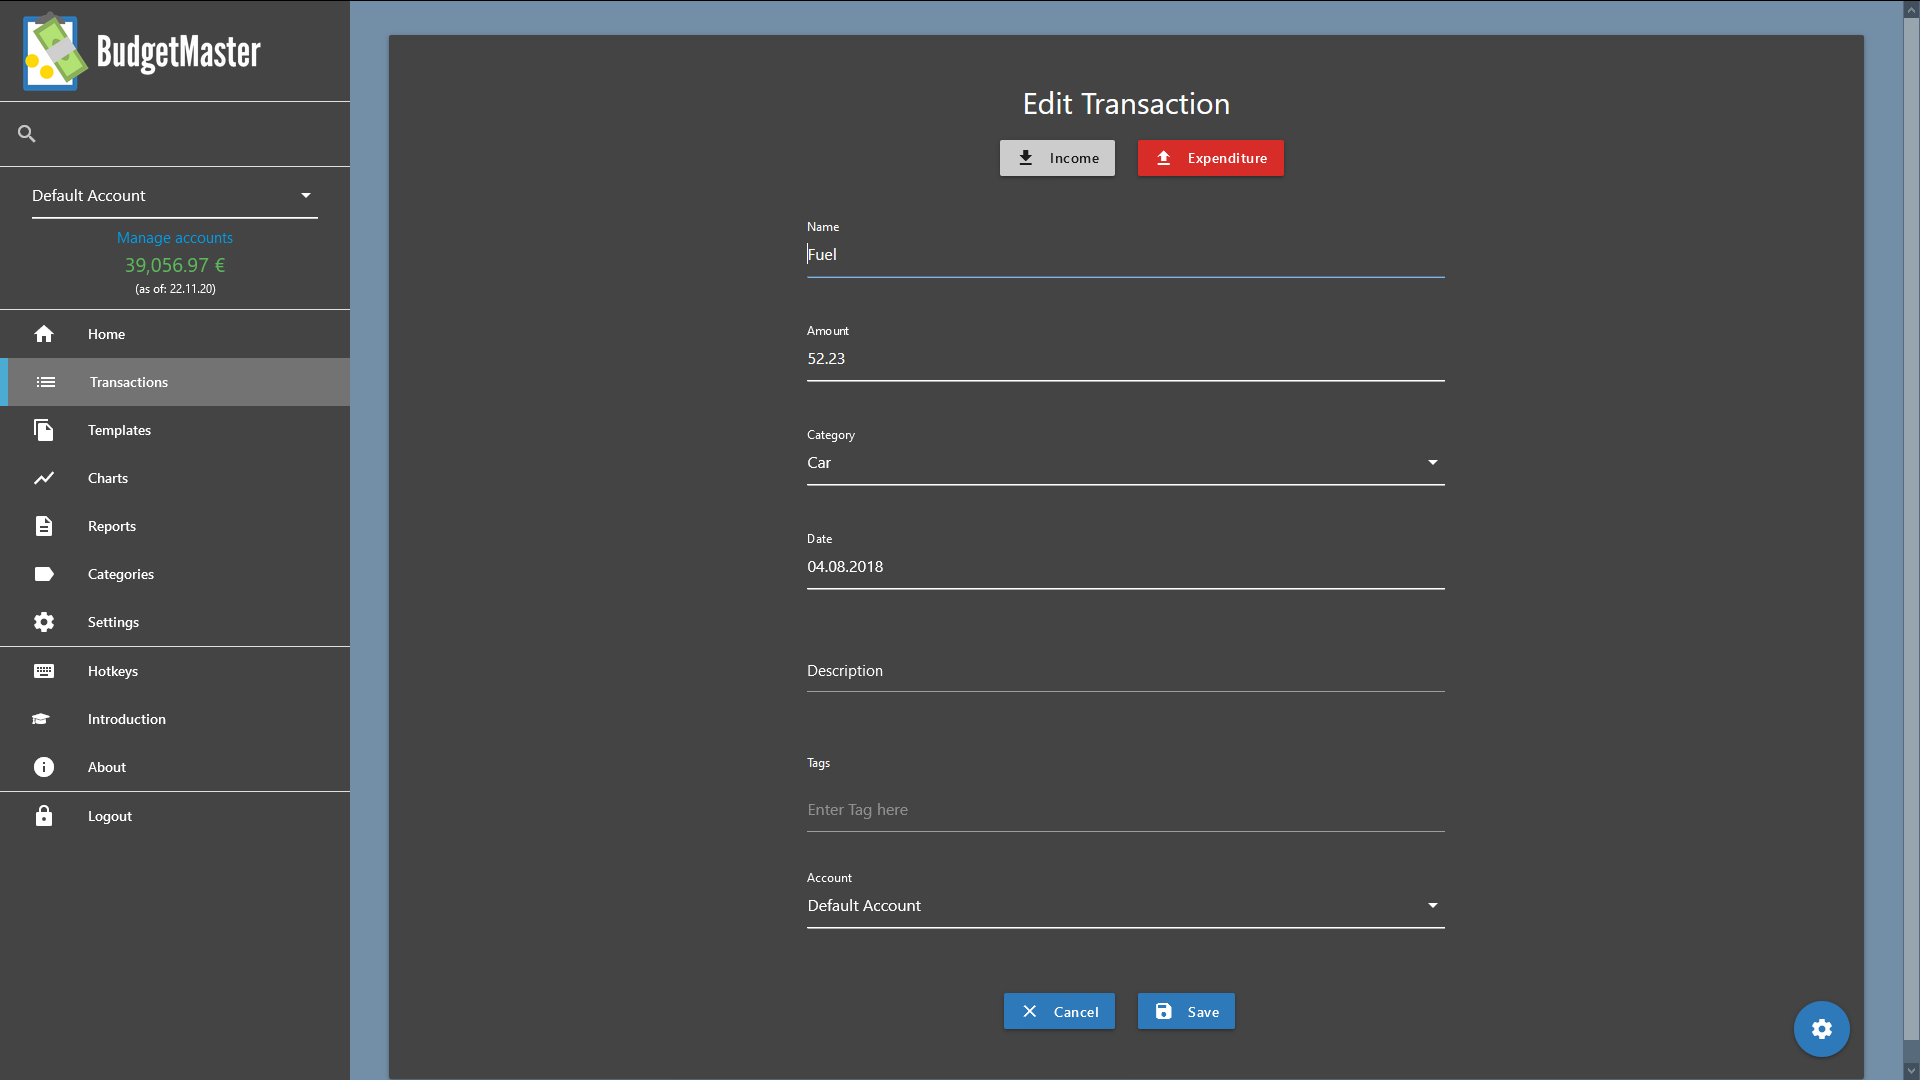 BudgetMaster
Default Account
Manage accounts
39,056.97 €
(as of: 22.11.20)
Home
Transactions
Templates
Charts
Reports
Categories
Settings
Hotkeys
Introduction
About
Logout
Edit Transaction
Income
Expenditure
Name
Fuel
Amount
52.23
Category
Car
Date
04.08.2018
Description
Tags
Enter Tag here
Account
Default Account
Cancel
Save